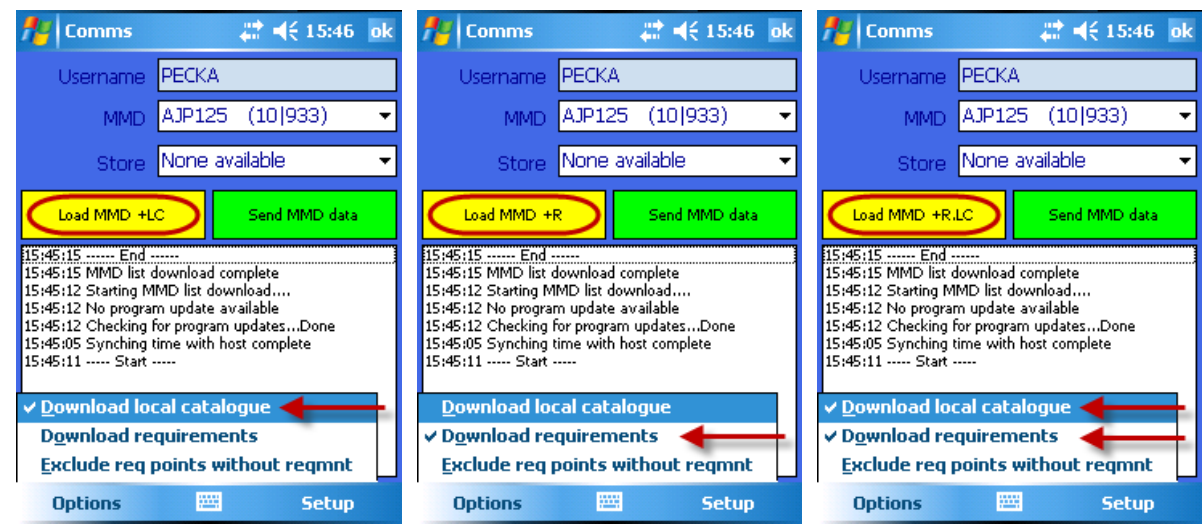 Comms 15:46 ok
Username PECKA
MMD AJP125 (10|933)
Store None available
Load MMD +LC Send MMD data
15:45:15 ------ End ------
15:45:15 MMD list download complete
15:45:12 Starting MMD list download....
15:45:12 No program update available
15:45:12 Checking for program updates...Done
15:45:05 Synching time with host complete
15:45:11 ----- Start -----
Download local catalogue
Download requirements
Exclude req points without reqmnt
Options Setup
Comms 15:46 ok
Username PECKA
MMD AJP125 (10|933)
Store None available
Load MMD +R Send MMD data
15:45:15 ------ End ------
15:45:15 MMD list download complete
15:45:12 Starting MMD list download....
15:45:12 No program update available
15:45:12 Checking for program updates...Done
15:45:05 Synching time with host complete
15:45:11 ----- Start -----
Download local catalogue
Download requirements
Exclude req points without reqmnt
Options Setup
Comms 15:46 ok
Username PECKA
MMD AJP125 (10|933)
Store None available
Load MMD +R.LC Send MMD data
15:45:15 ------ End ------
15:45:15 MMD list download complete
15:45:12 Starting MMD list download....
15:45:12 No program update available
15:45:12 Checking for program updates...Done
15:45:05 Synching time with host complete
15:45:11 ----- Start -----
Download local catalogue
Download requirements
Exclude req points without reqmnt
Options Setup